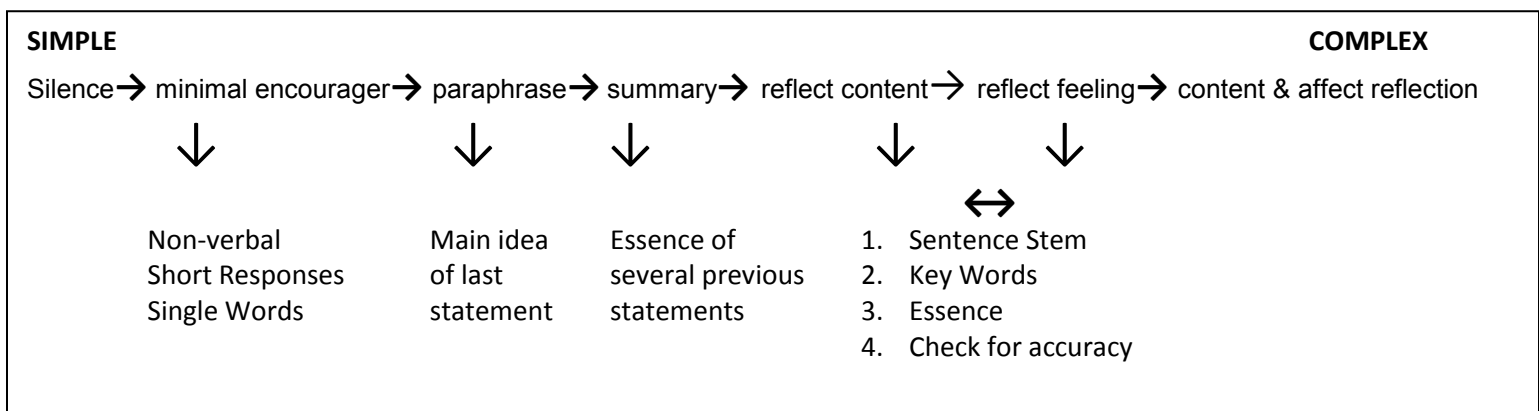 SIMPLE COMPLEX
Silence→ minimal encourager→ paraphrase→ summary→ reflect content→ reflect feeling→ content & affect reflection
↓ ↓ ↓ ↓ ↓
↔
Non-verbal Main idea Essence of 1. Sentence Stem
Short Responses of last several previous 2. Key Words
Single Words statement statements 3. Essence
4. Check for accuracy